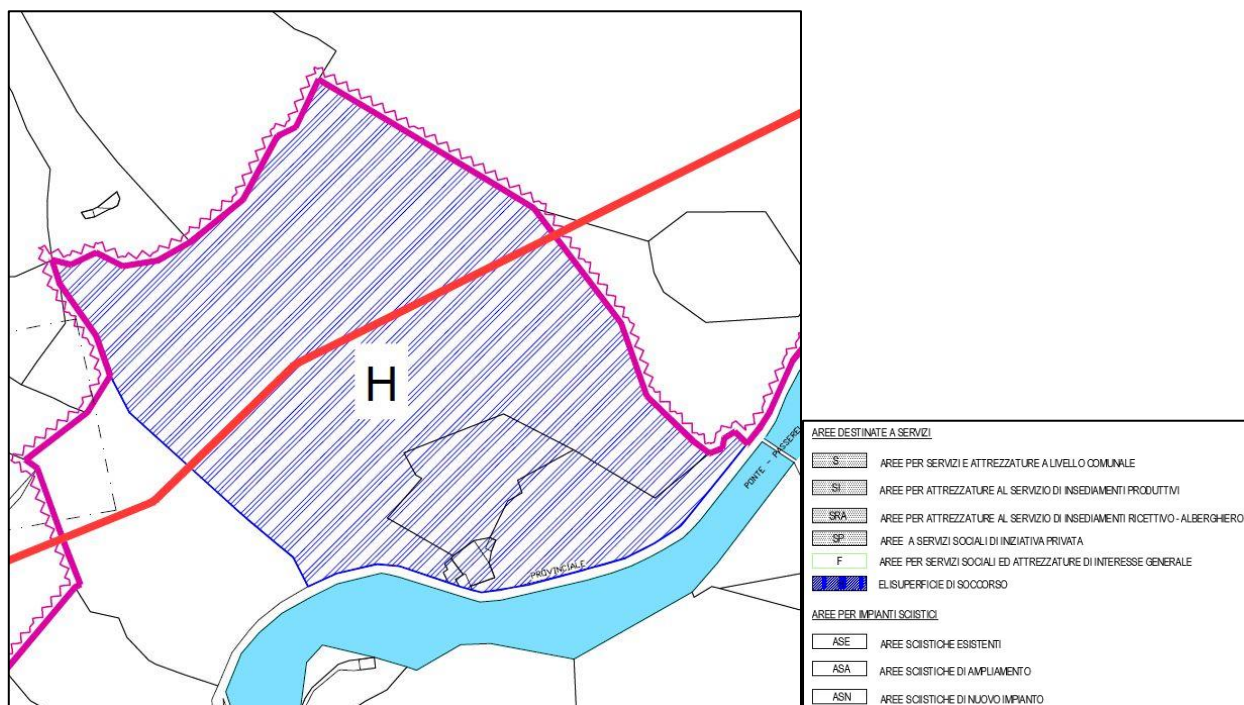 H
PONTE - PASSEREL
PROVINCIALE
AREE DESTINATE A SERVIZI
S AREE PER SERVIZI E ATTREZZATURE A LIVELLO COMUNALE
SI AREE PER ATTREZZATURE AL SERVIZIO DI INSEDIAMENTI PRODUTTIVI
SRA AREE PER ATTREZZATURE AL SERVIZIO DI INSEDIAMENTI RICETTIVO - ALBERGHIERO
SP AREE A SERVIZI SOCIALI DI INIZIATIVA PRIVATA
F AREE PER SERVIZI SOCIALI ED ATTREZZATURE DI INTERESSE GENERALE
ELISUPERFICIE DI SOCCORSO
AREE PER IMPIANTI SCIISTICI
ASE AREE SCIISTICHE ESISTENTI
ASA AREE SCIISTICHE DI AMPLIAMENTO
ASN AREE SCIISTICHE DI NUOVO IMPIANTO